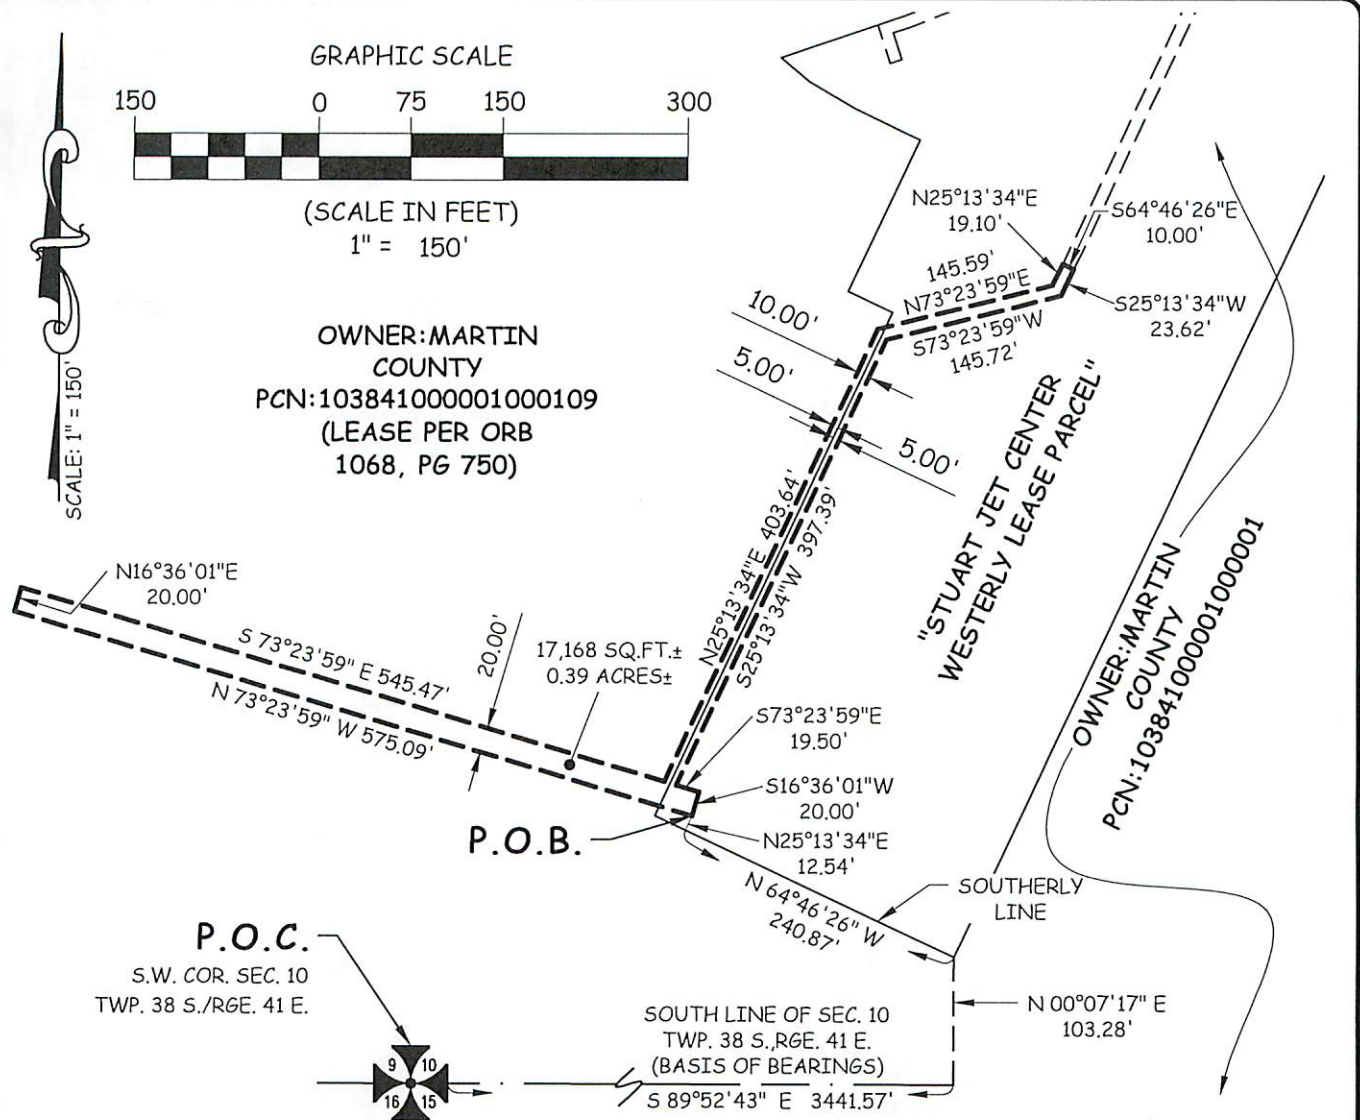 GRAPHIC SCALE
150 0 75 150 300
(SCALE IN FEET)
1" = 150'
SCALE: 1" = 150'
OWNER:MARTIN
COUNTY
PCN:103841000001000109
(LEASE PER ORB
1068, PG 750)
N25°13'34"E
19.10'
S64°46'26"E
10.00'
145.59'
N73°23'59"E
S73°23'59"W
145.72'
S25°13'34"W
23.62'
10.00'
5.00'
5.00'
"STUART JET CENTER
WESTERLY LEASE PARCEL"
N25°13'34"E 403.64'
S25°13'34"W 397.39'
OWNER:MARTIN
COUNTY
PCN:103841000001000001
N16°36'01"E
20.00'
S 73°23'59" E 545.47'
N 73°23'59" W 575.09'
20.00'
17,168 SQ.FT.±
0.39 ACRES±
S73°23'59"E
19.50'
S16°36'01"W
20.00'
P.O.B.
N25°13'34"E
12.54'
N 64°46'26" W
240.87'
SOUTHERLY
LINE
P.O.C.
S.W. COR. SEC. 10
TWP. 38 S./RGE. 41 E.
9 10
16 15
SOUTH LINE OF SEC. 10
TWP. 38 S.,RGE. 41 E.
(BASIS OF BEARINGS)
S 89°52'43" E 3441.57'
N 00°07'17" E
103.28'